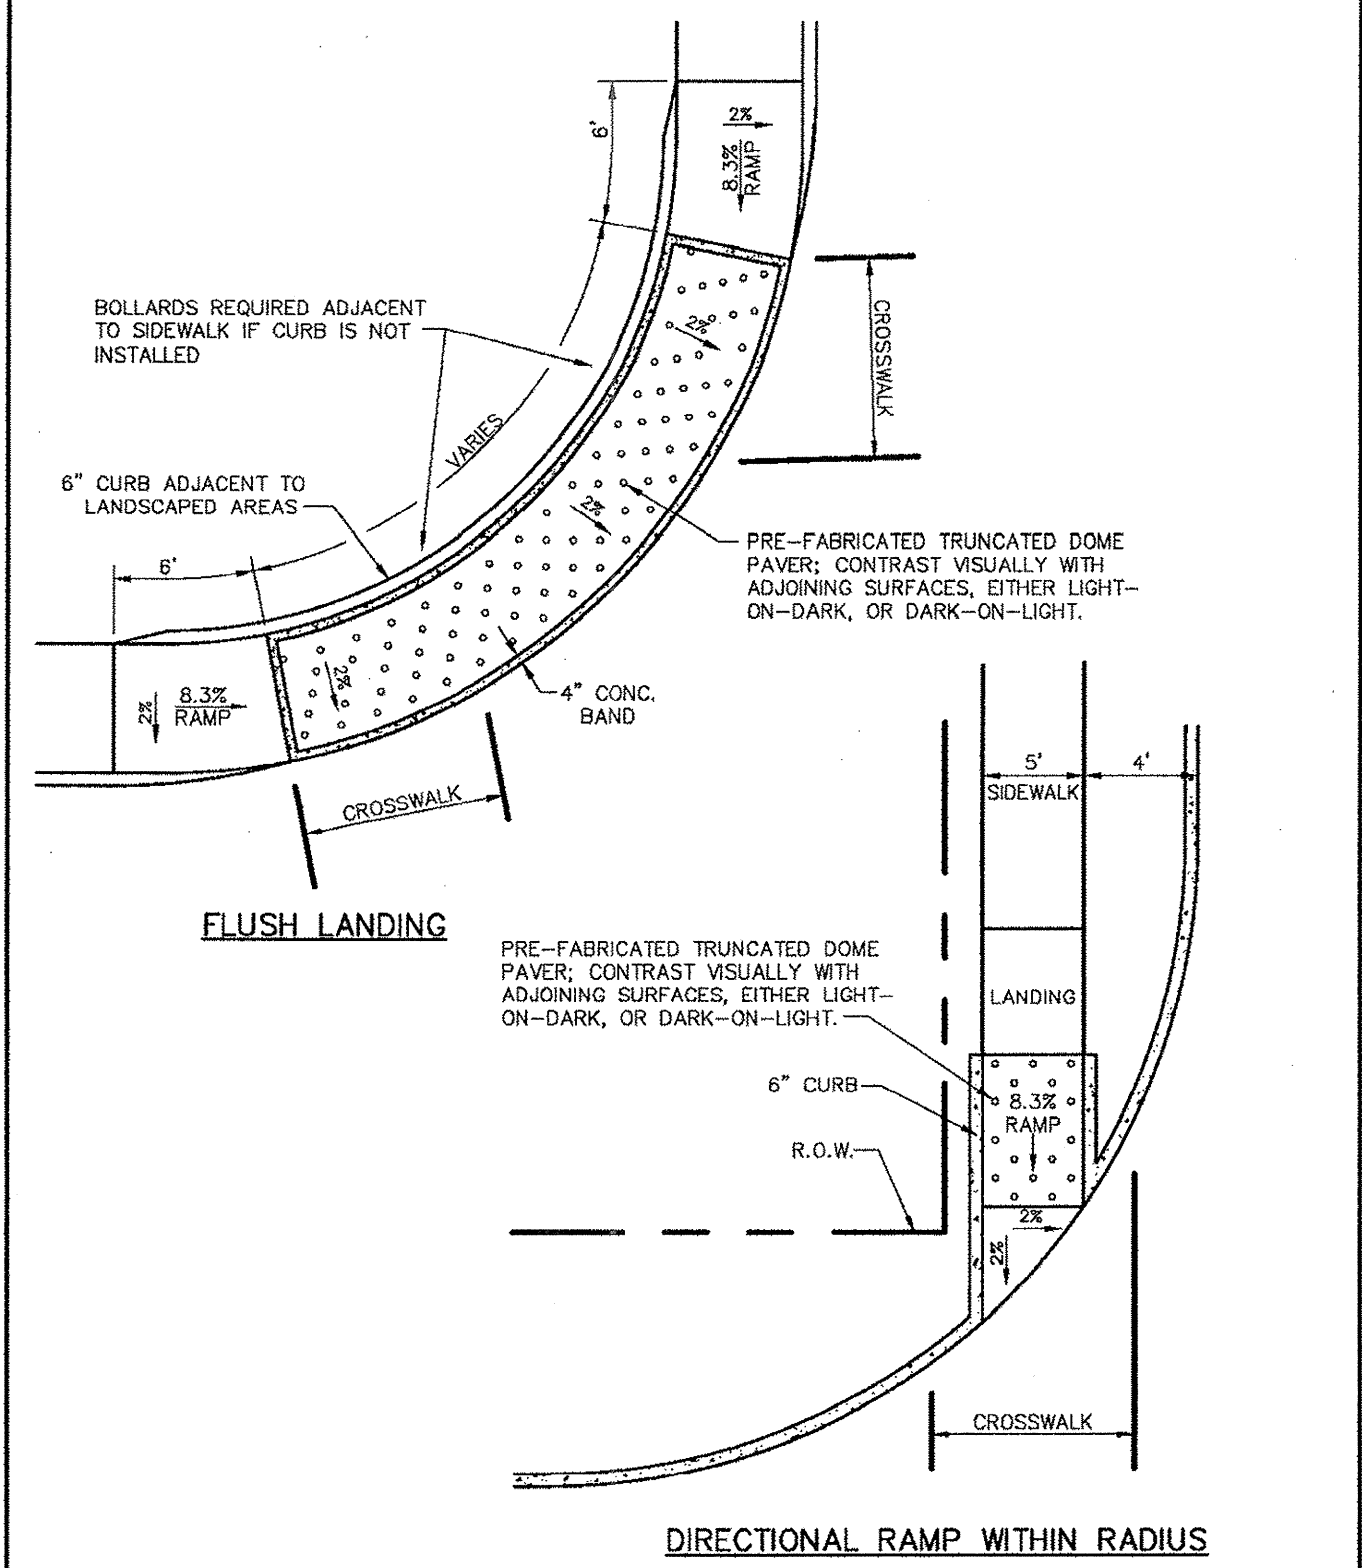 6'
2%
8.3%
RAMP
BOLLARDS REQUIRED ADJACENT
TO SIDEWALK IF CURB IS NOT
INSTALLED
2%
CROSSWALK
VARIES
6" CURB ADJACENT TO
LANDSCAPED AREAS
2%
PRE-FABRICATED TRUNCATED DOME
PAVER; CONTRAST VISUALLY WITH
ADJOINING SURFACES, EITHER LIGHT-
ON-DARK, OR DARK-ON-LIGHT.
6'
2%
8.3%
RAMP
2%
4" CONC.
BAND
CROSSWALK
FLUSH LANDING
5'
SIDEWALK
4'
PRE-FABRICATED TRUNCATED DOME
PAVER; CONTRAST VISUALLY WITH
ADJOINING SURFACES, EITHER LIGHT-
ON-DARK, OR DARK-ON-LIGHT.
LANDING
6" CURB
8.3%
RAMP
R.O.W.
2%
2%
CROSSWALK
DIRECTIONAL RAMP WITHIN RADIUS